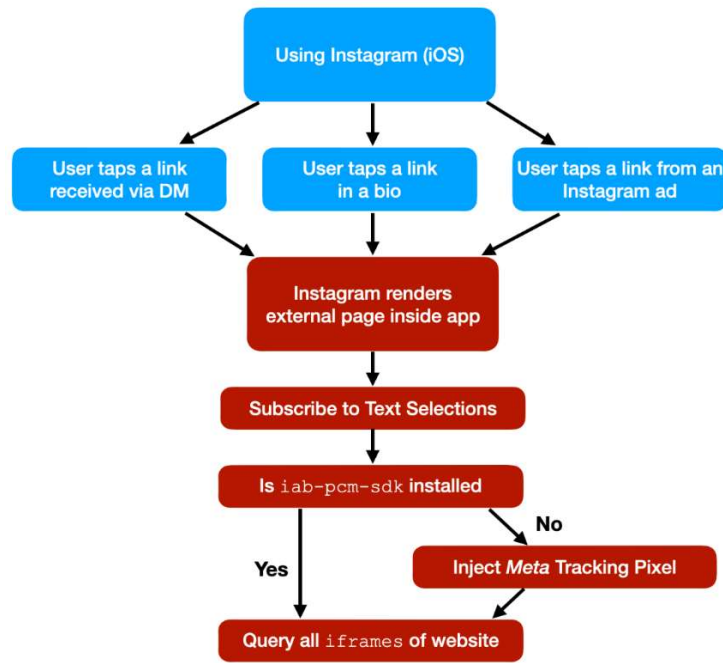 Using Instagram (iOS)
User taps a link
received via DM
User taps a link
in a bio
User taps a link from an
Instagram ad
Instagram renders
external page inside app
Subscribe to Text Selections
Is iab-pcm-sdk installed
No
Yes
Inject Meta Tracking Pixel
Query all iframes of website